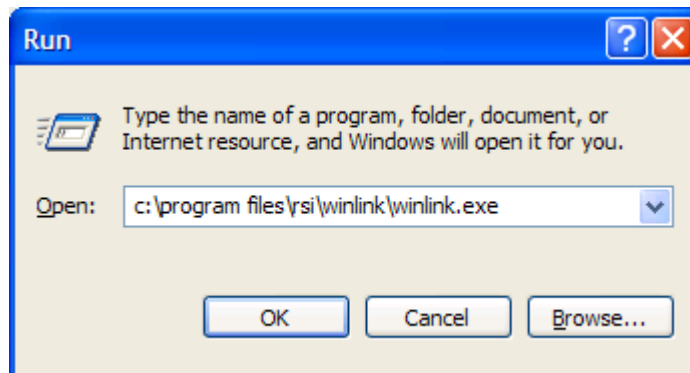 Run
Type the name of a program, folder, document, or
Internet resource, and Windows will open it for you.
Open: c:\program files\rsi\winlink\winlink.exe
OK Cancel Browse...